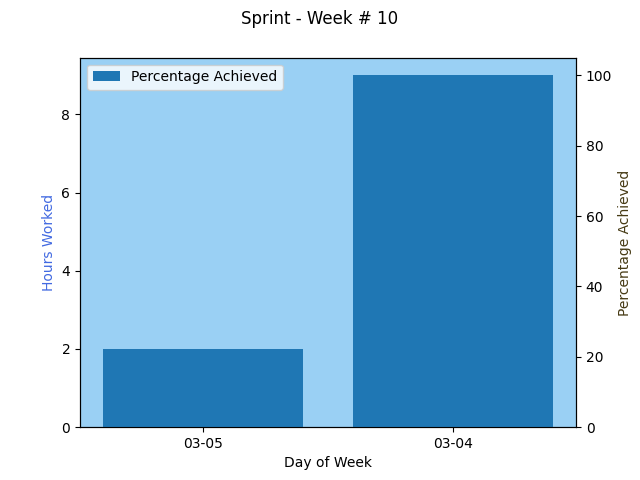 Sprint - Week # 10
Percentage Achieved
8
6
4
2
0
Hours Worked
100
80
60
40
20
0
Percentage Achieved
03-05
03-04
Day of Week